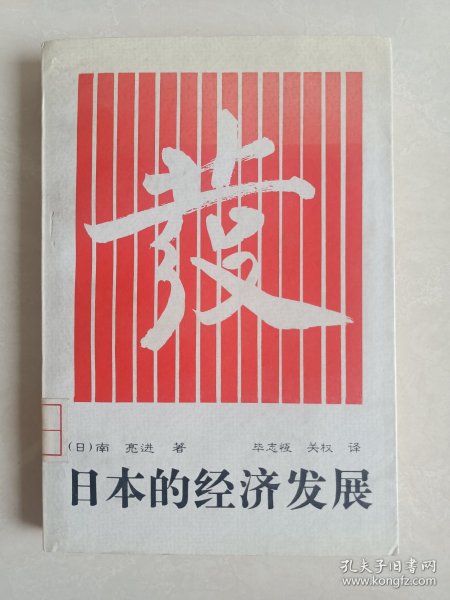 發
(日)南 亮进 著 毕志恒 关权 译
日本的经济发展
孔夫子旧书网
www.kongfz.com